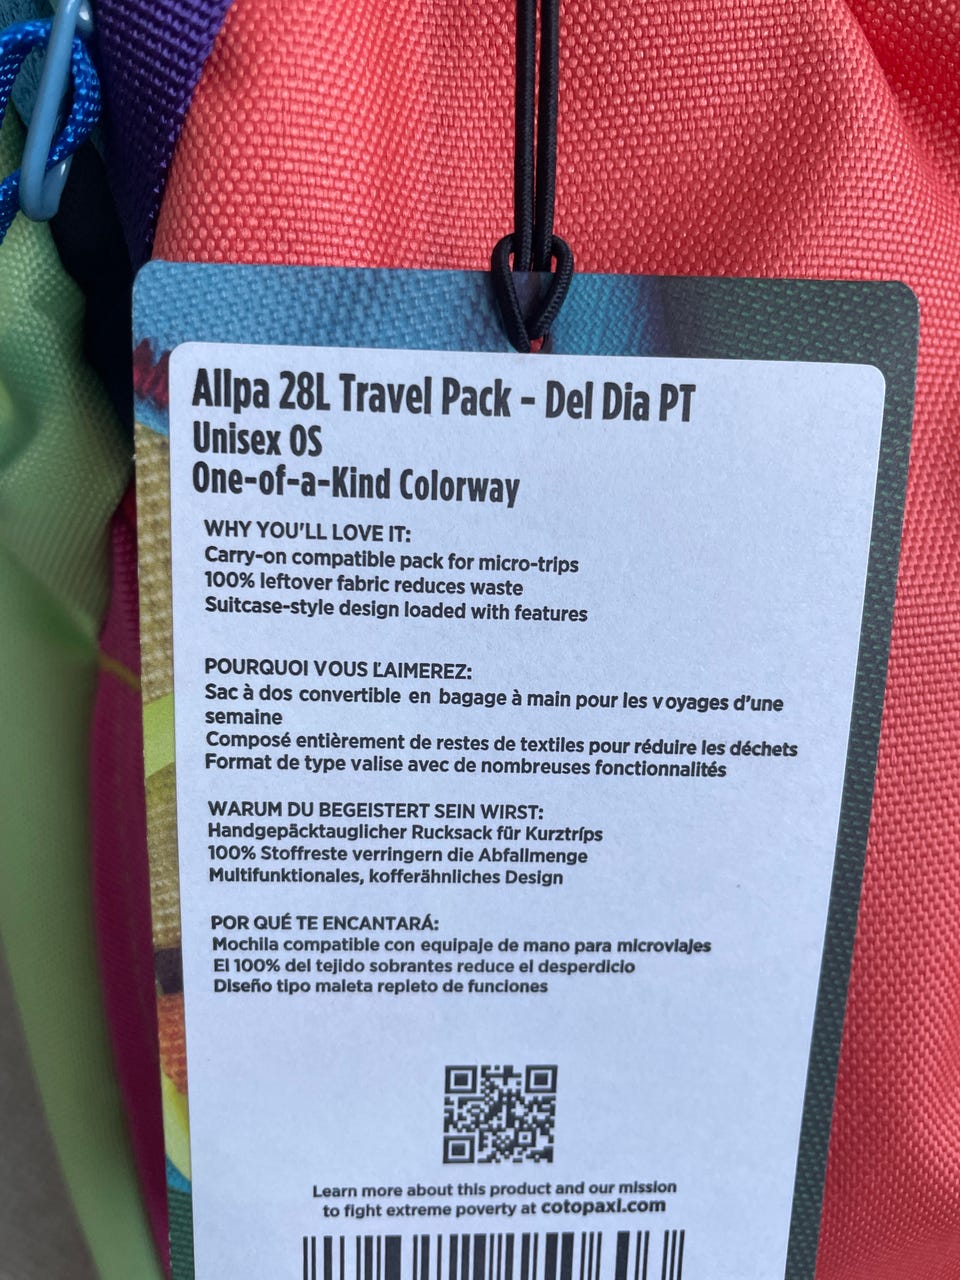 Allpa 28L Travel Pack - Del Dia PT
Unisex OS
One-of-a-Kind Colorway
WHY YOU'LL LOVE IT:
Carry-on compatible pack for micro-trips
100% leftover fabric reduces waste
Suitcase-style design loaded with features
POURQUOI VOUS L'AIMEREZ:
Sac à dos convertible en bagage à main pour les voyages d'une
semaine
Composé entièrement de restes de textiles pour réduire les déchets
Format de type valise avec de nombreuses fonctionnalités
WARUM DU BEGEISTERT SEIN WIRST:
Handgepäcktauglicher Rucksack für Kurztrips
100% Stoffreste verringern die Abfallmenge
Multifunktionales, kofferähnliches Design
POR QUÉ TE ENCANTARÁ:
Mochila compatible con equipaje de mano para microviajes
El 100% del tejido sobrantes reduce el desperdicio
Diseño tipo maleta repleto de funciones
Learn more about this product and our mission
to fight extreme poverty at cotopaxi.com